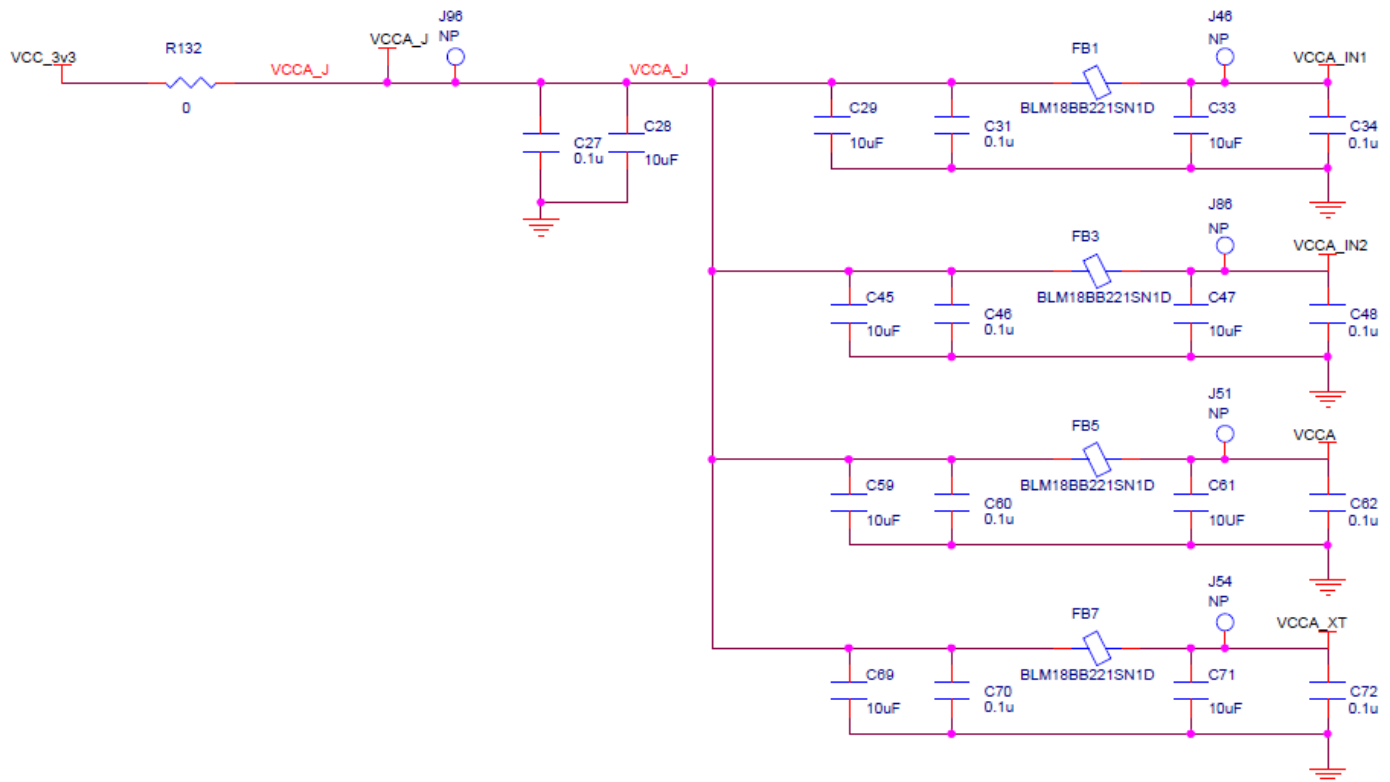 J96
NP
VCCA_J
VCC_3v3
R132
0
VCCA_J
VCCA_J
C27
0.1u
C28
10uF
J46
NP
FB1
BLM18BB221SN1D
VCCA_IN1
C29
10uF
C31
0.1u
C33
10uF
C34
0.1u
J86
NP
FB3
BLM18BB221SN1D
VCCA_IN2
C45
10uF
C46
0.1u
C47
10uF
C48
0.1u
J51
NP
FB5
BLM18BB221SN1D
VCCA
C59
10uF
C60
0.1u
C61
10UF
C62
0.1u
J54
NP
FB7
BLM18BB221SN1D
VCCA_XT
C69
10uF
C70
0.1u
C71
10uF
C72
0.1u